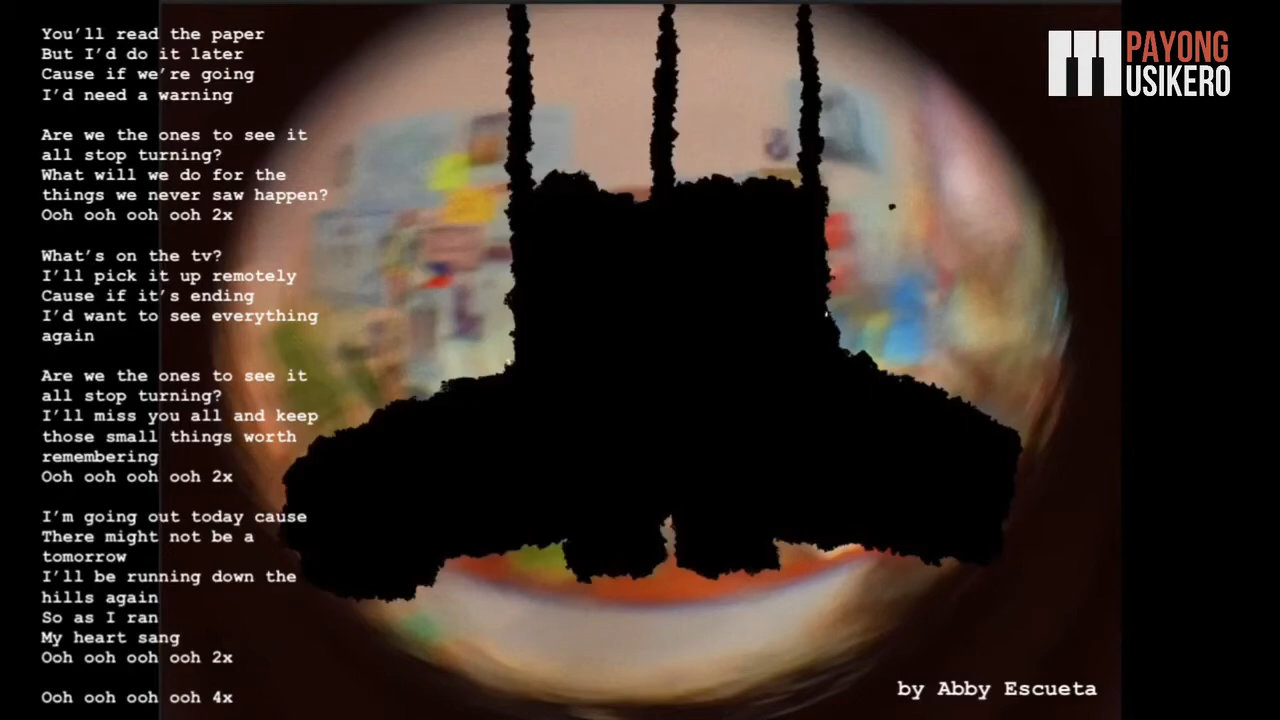 You'll read the paper
But I'd do it later
Cause if we're going
I'd need a warning
Are we the ones to see it
all stop turning?
What will we do for the
things we never saw happen?
Ooh ooh ooh ooh 2x
What's on the tv?
I'll pick it up remotely
Cause if it's ending
I'd want to see everything
again
Are we the ones to see it
all stop turning?
I'll miss you all and keep
those small things worth
remembering
Ooh ooh ooh ooh 2x
I'm going out today cause
There might not be a
tomorrow
I'll be running down the
hills again
So as I ran
My heart sang
Ooh ooh ooh ooh 2x
Ooh ooh ooh ooh 4x
PAYONG
USIKERO
by Abby Escueta